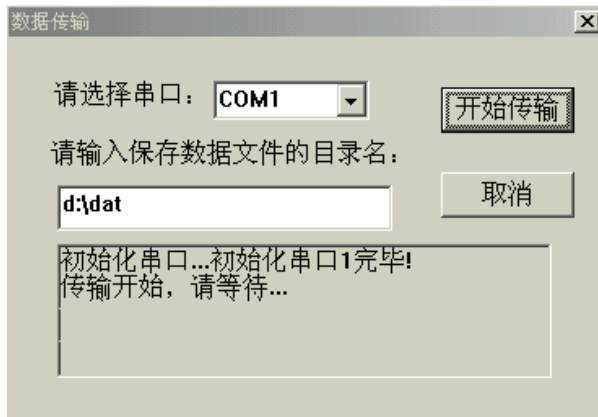 数据传输
请选择串口: COM1
开始传输
请输入保存数据文件的目录名:
d:\dat
取消
初始化串口...初始化串口1完毕!
传输开始，请等待...